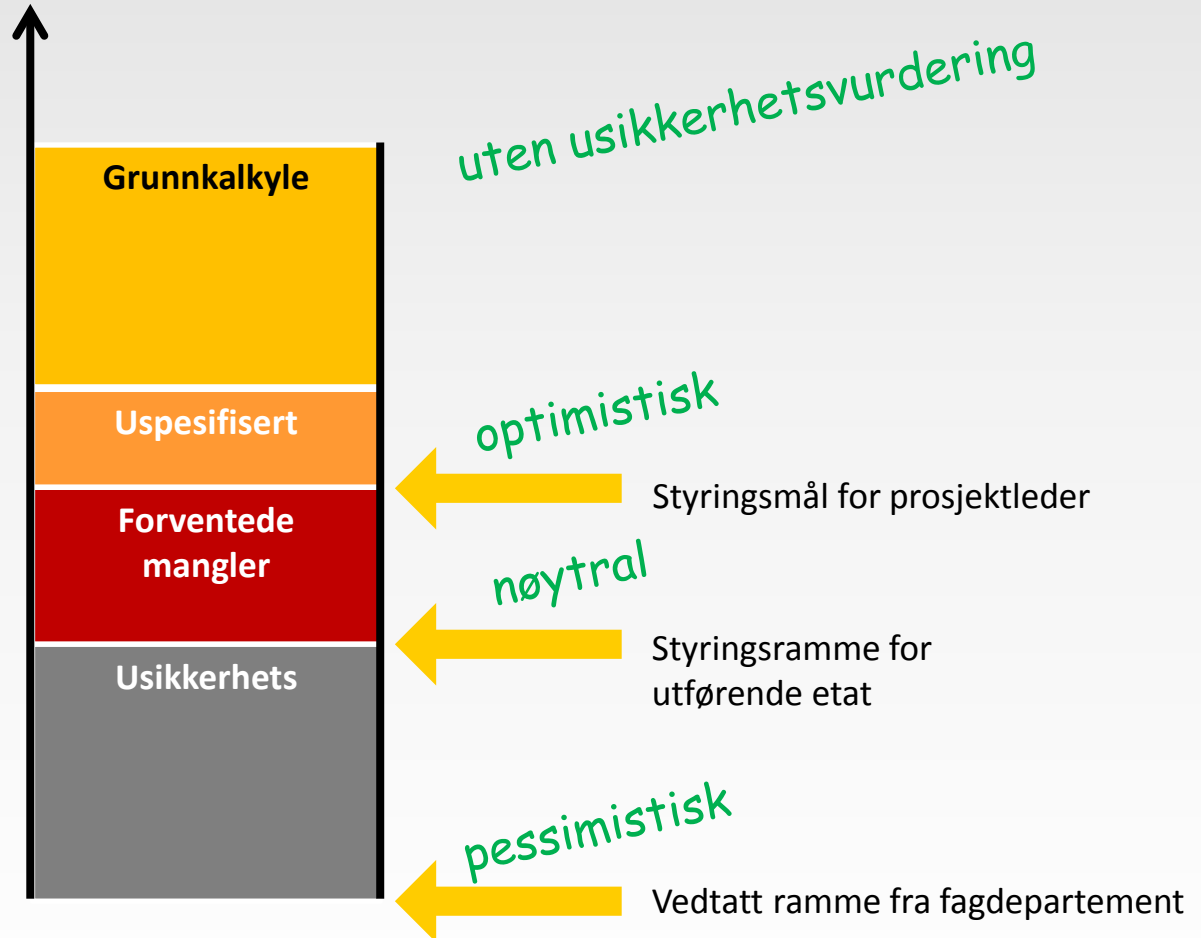 uten usikkerhetsvurdering
Grunnkalkyle
Uspesifisert
optimistisk
Styringsmål for prosjektleder
Forventede
mangler
nøytral
Styringsramme for
utførende etat
Usikkerhets
pessimistisk
Vedtatt ramme fra fagdepartement